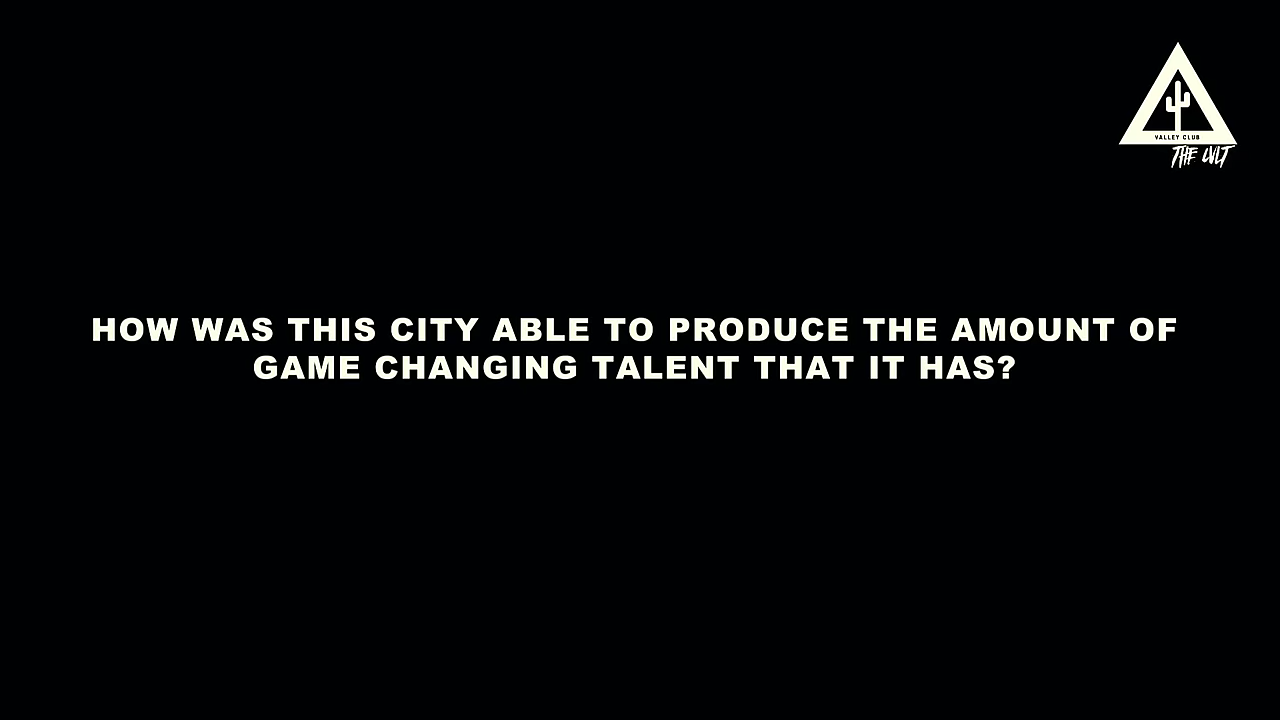 VALLEY CLUB
THE CVLT
HOW WAS THIS CITY ABLE TO PRODUCE THE AMOUNT OF
GAME CHANGING TALENT THAT IT HAS?